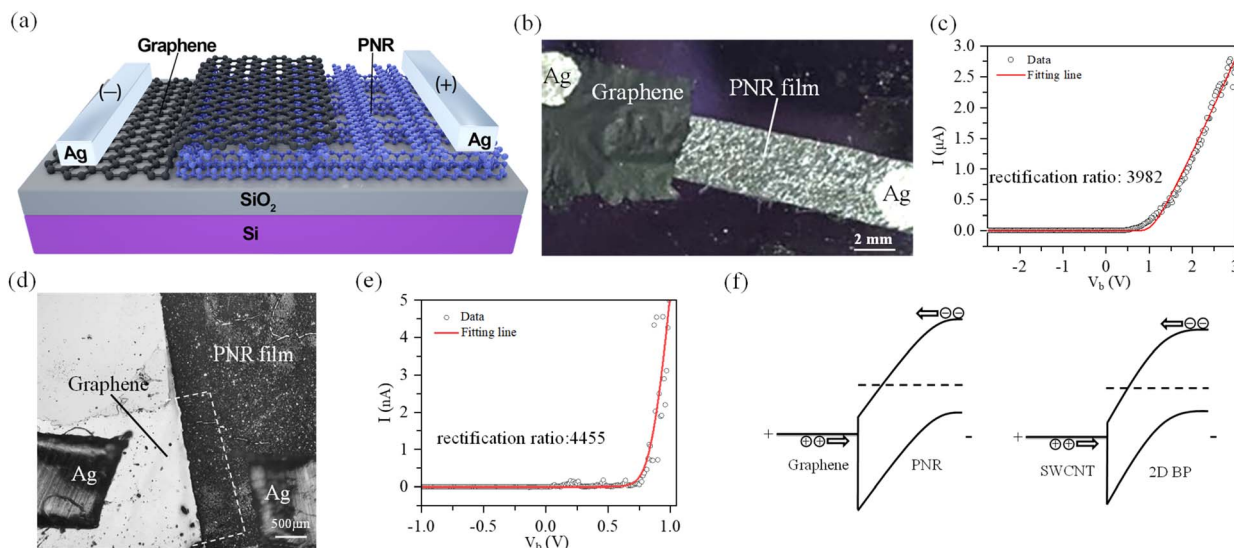 (a)
Graphene
PNR
(–)
(+)
Ag
Ag
SiO2
Si
(b)
Ag
Graphene
PNR film
Ag
2 mm
(c)
3.0
2.5
2.0
1.5
1.0
0.5
0.0
I (μA)
Data
Fitting line
rectification ratio: 3982
-2 -1 0 1 2 3
Vb (V)
(d)
PNR film
Graphene
Ag
Ag
500μm
(e)
5
4
3
2
1
0
I (nA)
Data
Fitting line
rectification ratio:4455
-1.0 -0.5 0.0 0.5 1.0
Vb (V)
(f)
+
Graphene
PNR
-
+
SWCNT
2D BP
-